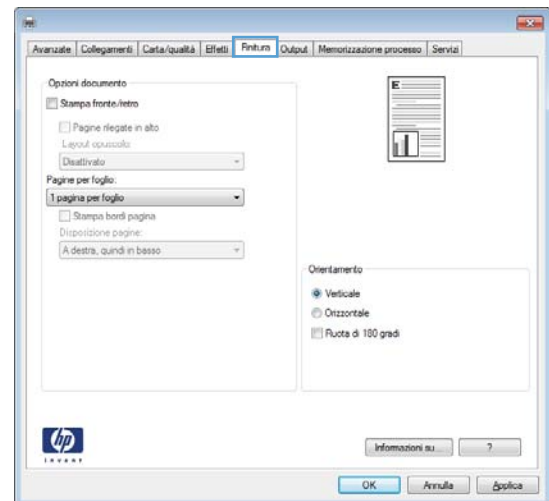 Avanzate Collegamenti Carta/qualità Effetti Finitura Output Memorizzazione processo Servizi
Opzioni documento
Stampa fronte/retro
Pagine rilegate in alto
Layout opuscolo:
Disattivato
Pagine per foglio:
1 pagina per foglio
Stampa bordi pagina
Disposizione pagine:
A destra, quindi in basso
E
Orientamento
Verticale
Orizzontale
Ruota di 180 gradi
hp
invent
Informazioni su... ?
OK Annulla Applica